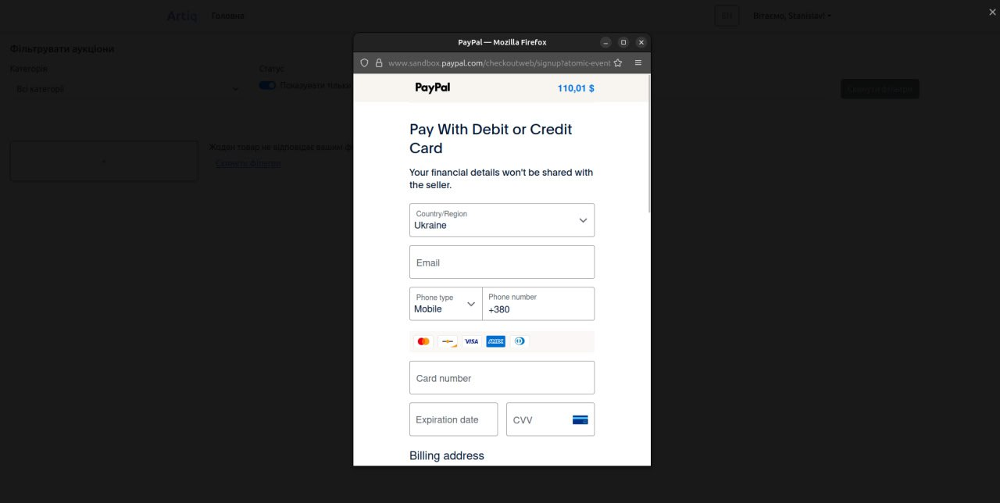 Artiq
Головна
EN
Вітаємо, Stanislav!
Фільтрувати аукціони
Категорія
Всі категорії
Статус
Показувати тільки
Скинути фільтри
Жоден товар не відповідає вашим
Скинути фільтри
PayPal — Mozilla Firefox
www.sandbox.paypal.com/checkoutweb/signup?atomic-event
PayPal
110,01 $
Pay With Debit or Credit
Card
Your financial details won't be shared with
the seller.
Country/Region
Ukraine
Email
Phone type
Mobile
Phone number
+380
VISA
AMEX
Card number
Expiration date
CVV
Billing address